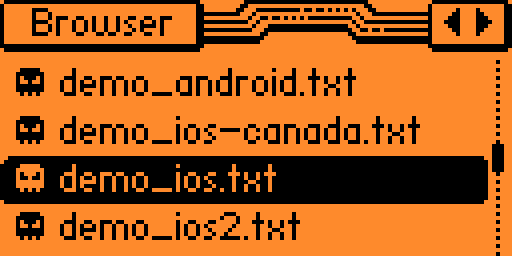 Browser
demo_android.txt
demo_ios-canada.txt
demo_ios.txt
demo_ios2.txt